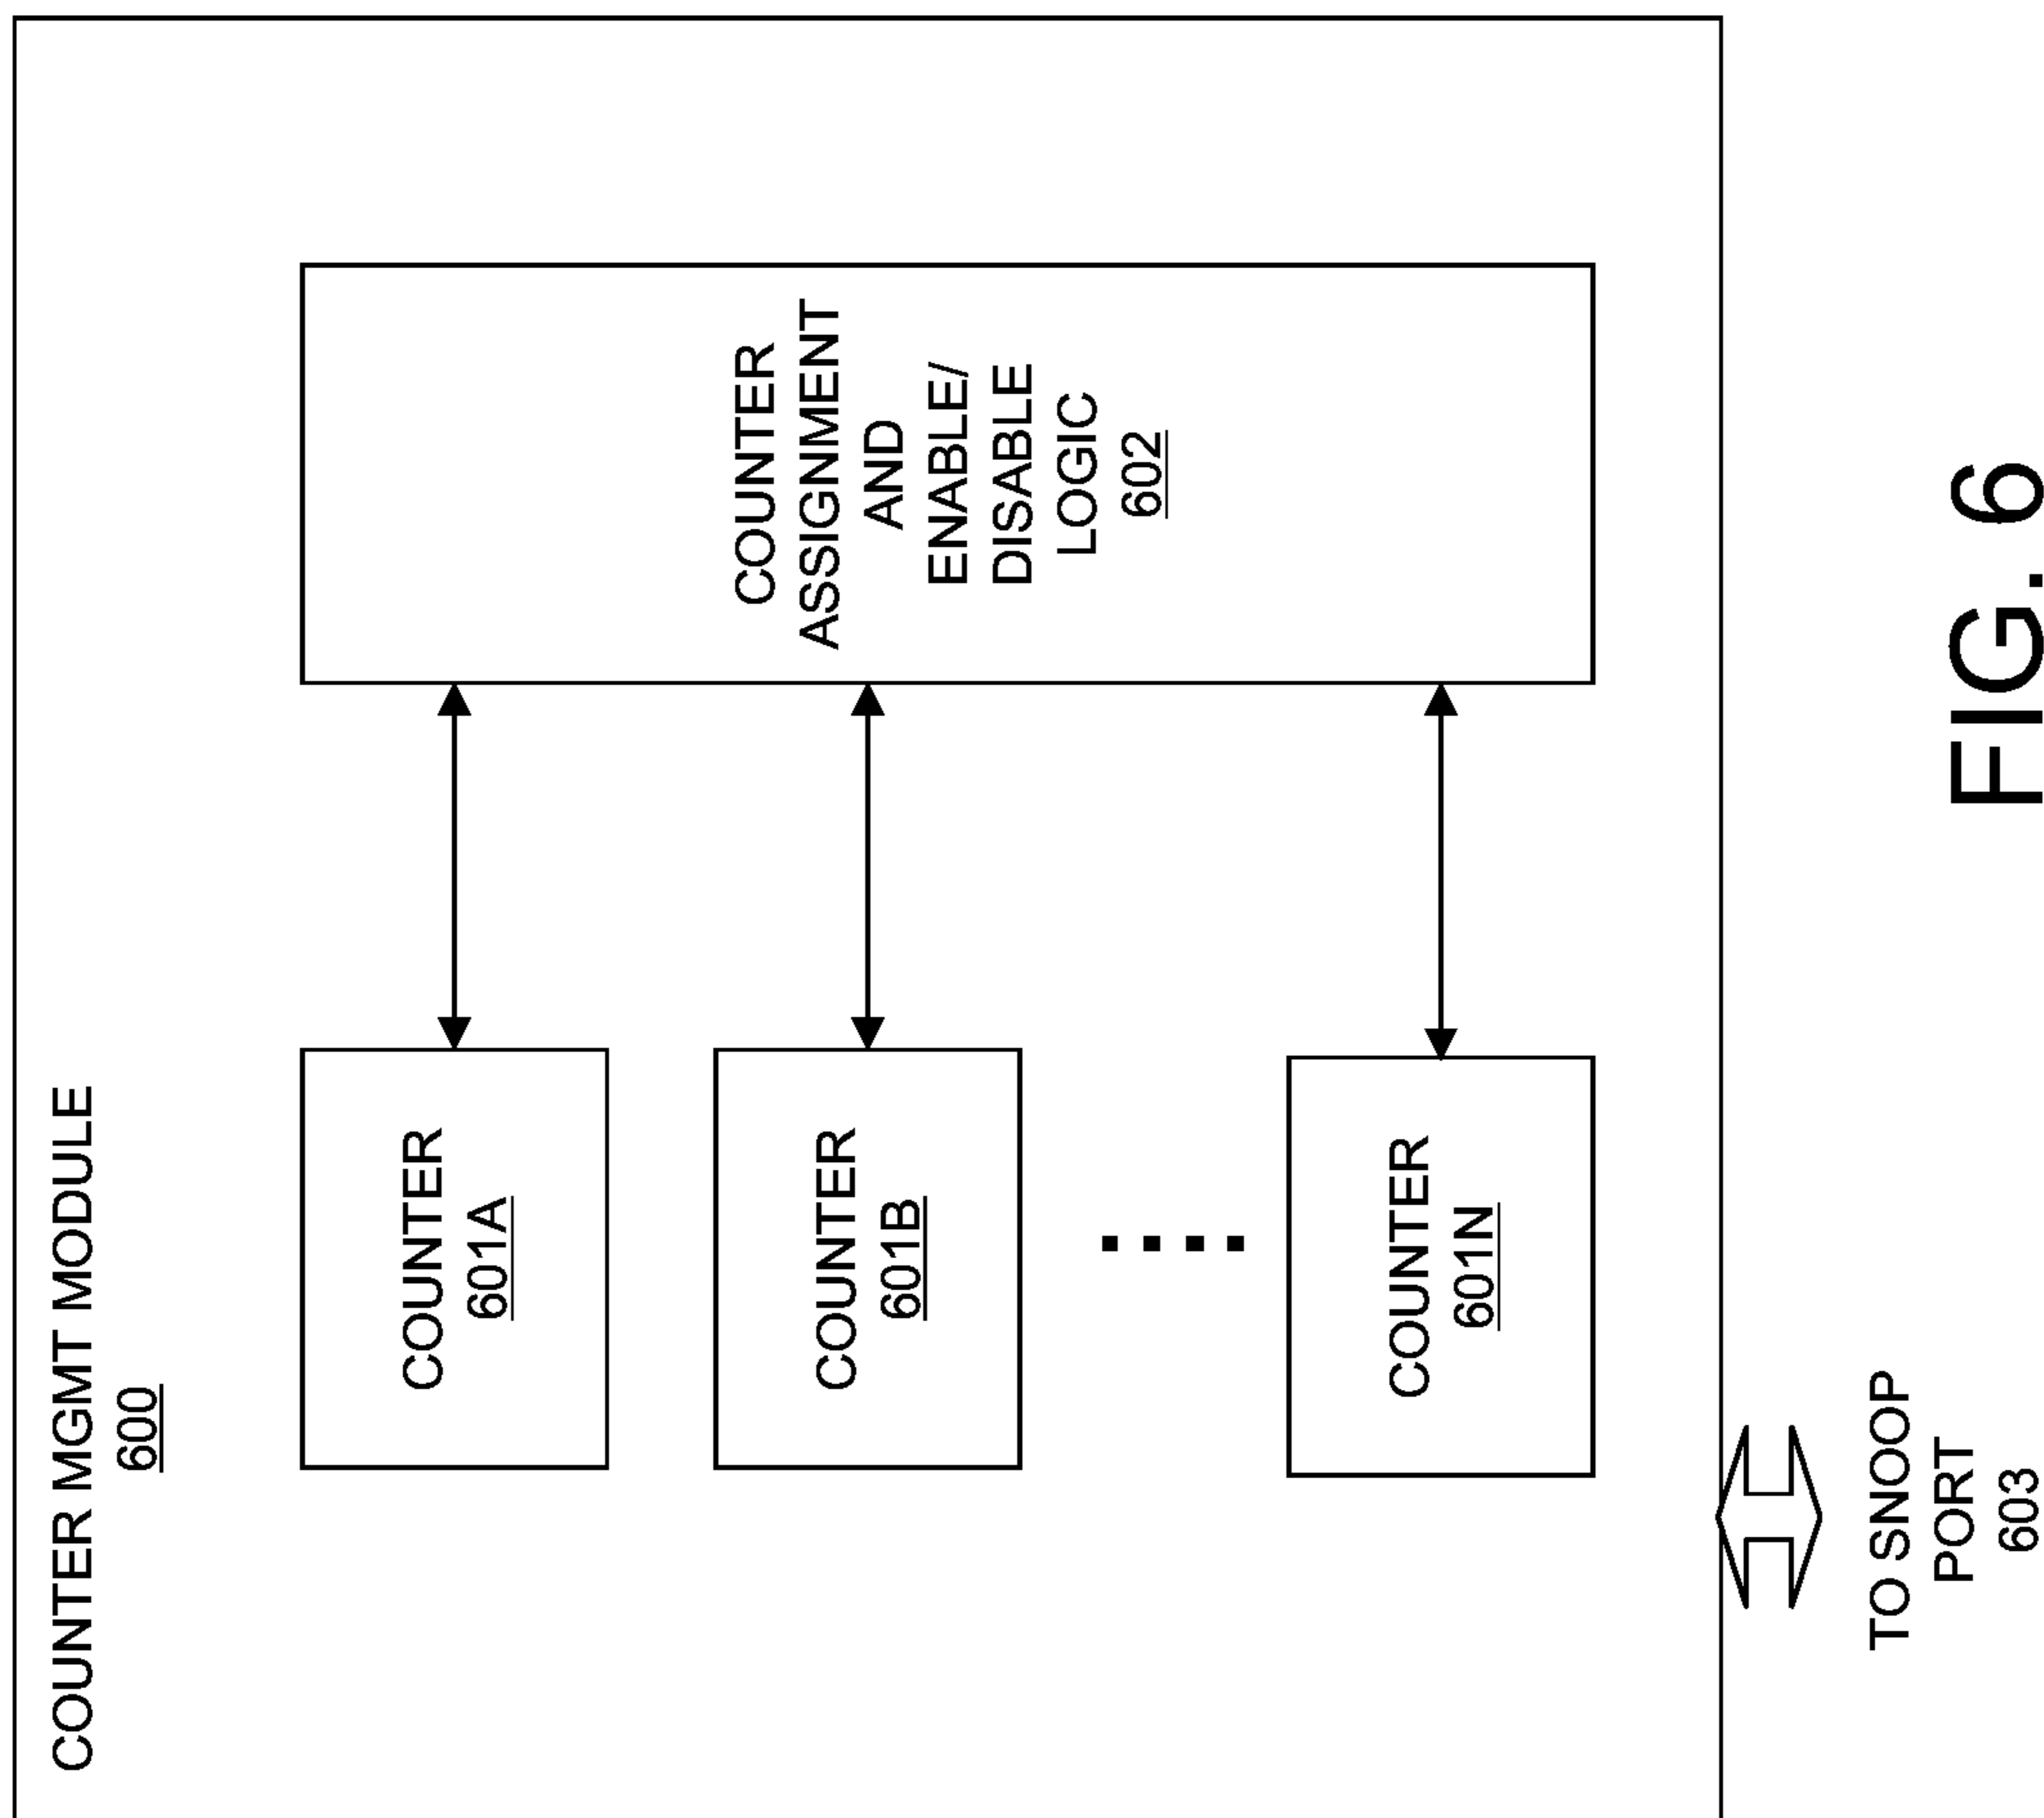 COUNTER MGMT MODULE
600
COUNTER
601A
COUNTER
601B
COUNTER
601N
COUNTER
ASSIGNMENT
AND
ENABLE/
DISABLE
LOGIC
602
TO SNOOP
PORT
603
FIG. 6